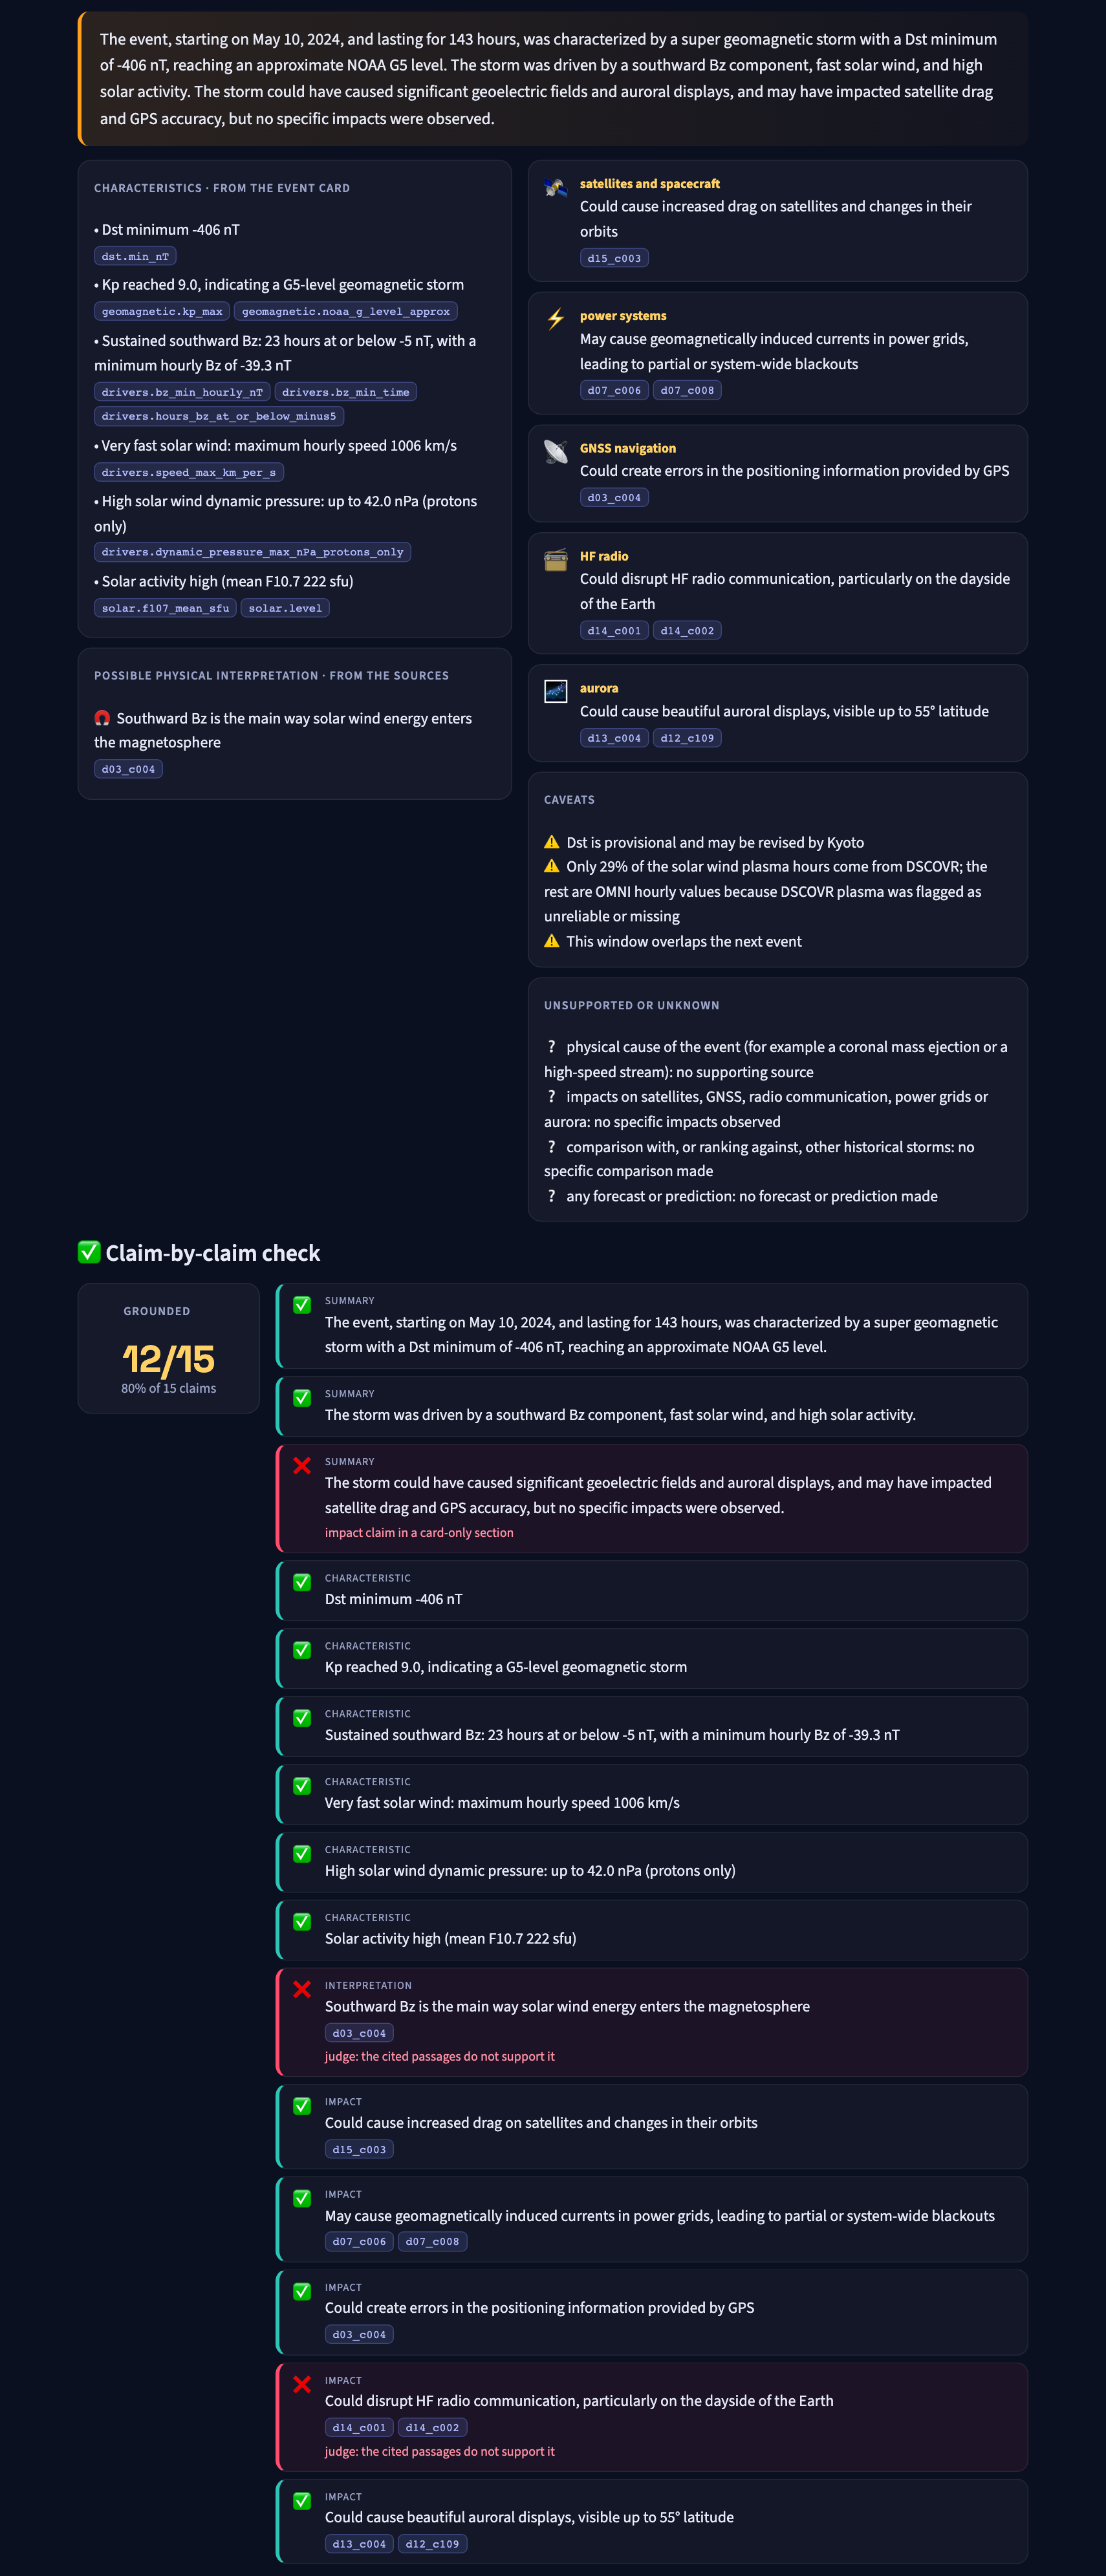 The event, starting on May 10, 2024, and lasting for 143 hours, was characterized by a super geomagnetic storm with a Dst minimum
of -406 nT, reaching an approximate NOAA G5 level. The storm was driven by a southward Bz component, fast solar wind, and high
solar activity. The storm could have caused significant geoelectric fields and auroral displays, and may have impacted satellite drag
and GPS accuracy, but no specific impacts were observed.
CHARACTERISTICS · FROM THE EVENT CARD
• Dst minimum -406 nT
dst.min_nT
• Kp reached 9.0, indicating a G5-level geomagnetic storm
geomagnetic.kp_max geomagnetic.noaa_g_level_approx
• Sustained southward Bz: 23 hours at or below -5 nT, with a
minimum hourly Bz of -39.3 nT
drivers.bz_min_hourly_nT drivers.bz_min_time
drivers.hours_bz_at_or_below_minus5
• Very fast solar wind: maximum hourly speed 1006 km/s
drivers.speed_max_km_per_s
• High solar wind dynamic pressure: up to 42.0 nPa (protons
only)
drivers.dynamic_pressure_max_nPa_protons_only
• Solar activity high (mean F10.7 222 sfu)
solar.f107_mean_sfu solar.level
POSSIBLE PHYSICAL INTERPRETATION · FROM THE SOURCES
Southward Bz is the main way solar wind energy enters
the magnetosphere
d03_c004
satellites and spacecraft
Could cause increased drag on satellites and changes in their
orbits
d15_c003
power systems
May cause geomagnetically induced currents in power grids,
leading to partial or system-wide blackouts
d07_c006 d07_c008
GNSS navigation
Could create errors in the positioning information provided by GPS
d03_c004
HF radio
Could disrupt HF radio communication, particularly on the dayside
of the Earth
d14_c001 d14_c002
aurora
Could cause beautiful auroral displays, visible up to 55° latitude
d13_c004 d12_c109
CAVEATS
Dst is provisional and may be revised by Kyoto
Only 29% of the solar wind plasma hours come from DSCOVR; the
rest are OMNI hourly values because DSCOVR plasma was flagged as
unreliable or missing
This window overlaps the next event
UNSUPPORTED OR UNKNOWN
? physical cause of the event (for example a coronal mass ejection or a
high-speed stream): no supporting source
? impacts on satellites, GNSS, radio communication, power grids or
aurora: no specific impacts observed
? comparison with, or ranking against, other historical storms: no
specific comparison made
? any forecast or prediction: no forecast or prediction made
Claim-by-claim check
GROUNDED
12/15
80% of 15 claims
SUMMARY
The event, starting on May 10, 2024, and lasting for 143 hours, was characterized by a super geomagnetic
storm with a Dst minimum of -406 nT, reaching an approximate NOAA G5 level.
SUMMARY
The storm was driven by a southward Bz component, fast solar wind, and high solar activity.
SUMMARY
The storm could have caused significant geoelectric fields and auroral displays, and may have impacted
satellite drag and GPS accuracy, but no specific impacts were observed.
impact claim in a card-only section
CHARACTERISTIC
Dst minimum -406 nT
CHARACTERISTIC
Kp reached 9.0, indicating a G5-level geomagnetic storm
CHARACTERISTIC
Sustained southward Bz: 23 hours at or below -5 nT, with a minimum hourly Bz of -39.3 nT
CHARACTERISTIC
Very fast solar wind: maximum hourly speed 1006 km/s
CHARACTERISTIC
High solar wind dynamic pressure: up to 42.0 nPa (protons only)
CHARACTERISTIC
Solar activity high (mean F10.7 222 sfu)
INTERPRETATION
Southward Bz is the main way solar wind energy enters the magnetosphere
d03_c004
judge: the cited passages do not support it
IMPACT
Could cause increased drag on satellites and changes in their orbits
d15_c003
IMPACT
May cause geomagnetically induced currents in power grids, leading to partial or system-wide blackouts
d07_c006 d07_c008
IMPACT
Could create errors in the positioning information provided by GPS
d03_c004
IMPACT
Could disrupt HF radio communication, particularly on the dayside of the Earth
d14_c001 d14_c002
judge: the cited passages do not support it
IMPACT
Could cause beautiful auroral displays, visible up to 55° latitude
d13_c004 d12_c109